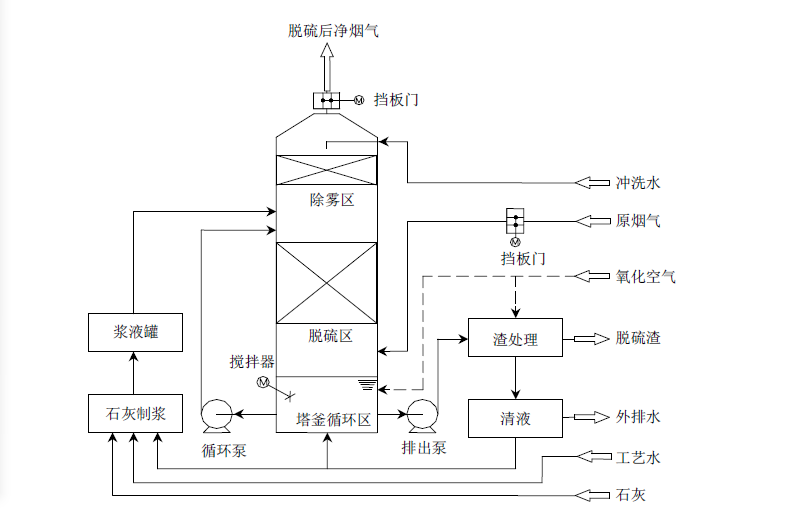 脱硫后净烟气
M
挡板门
冲洗水
除雾区
原烟气
M
挡板门
氧化空气
浆液罐
脱硫区
渣处理
脱硫渣
搅拌器
M
石灰制浆
塔釜循环区
清液
外排水
循环泵
排出泵
工艺水
石灰